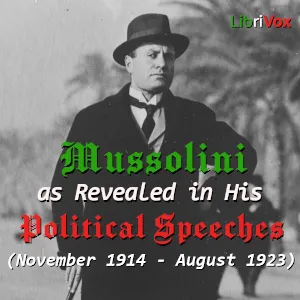 LibriVox
Mussolini
as Revealed in His
Political Speeches
(November 1914 - August 1923)